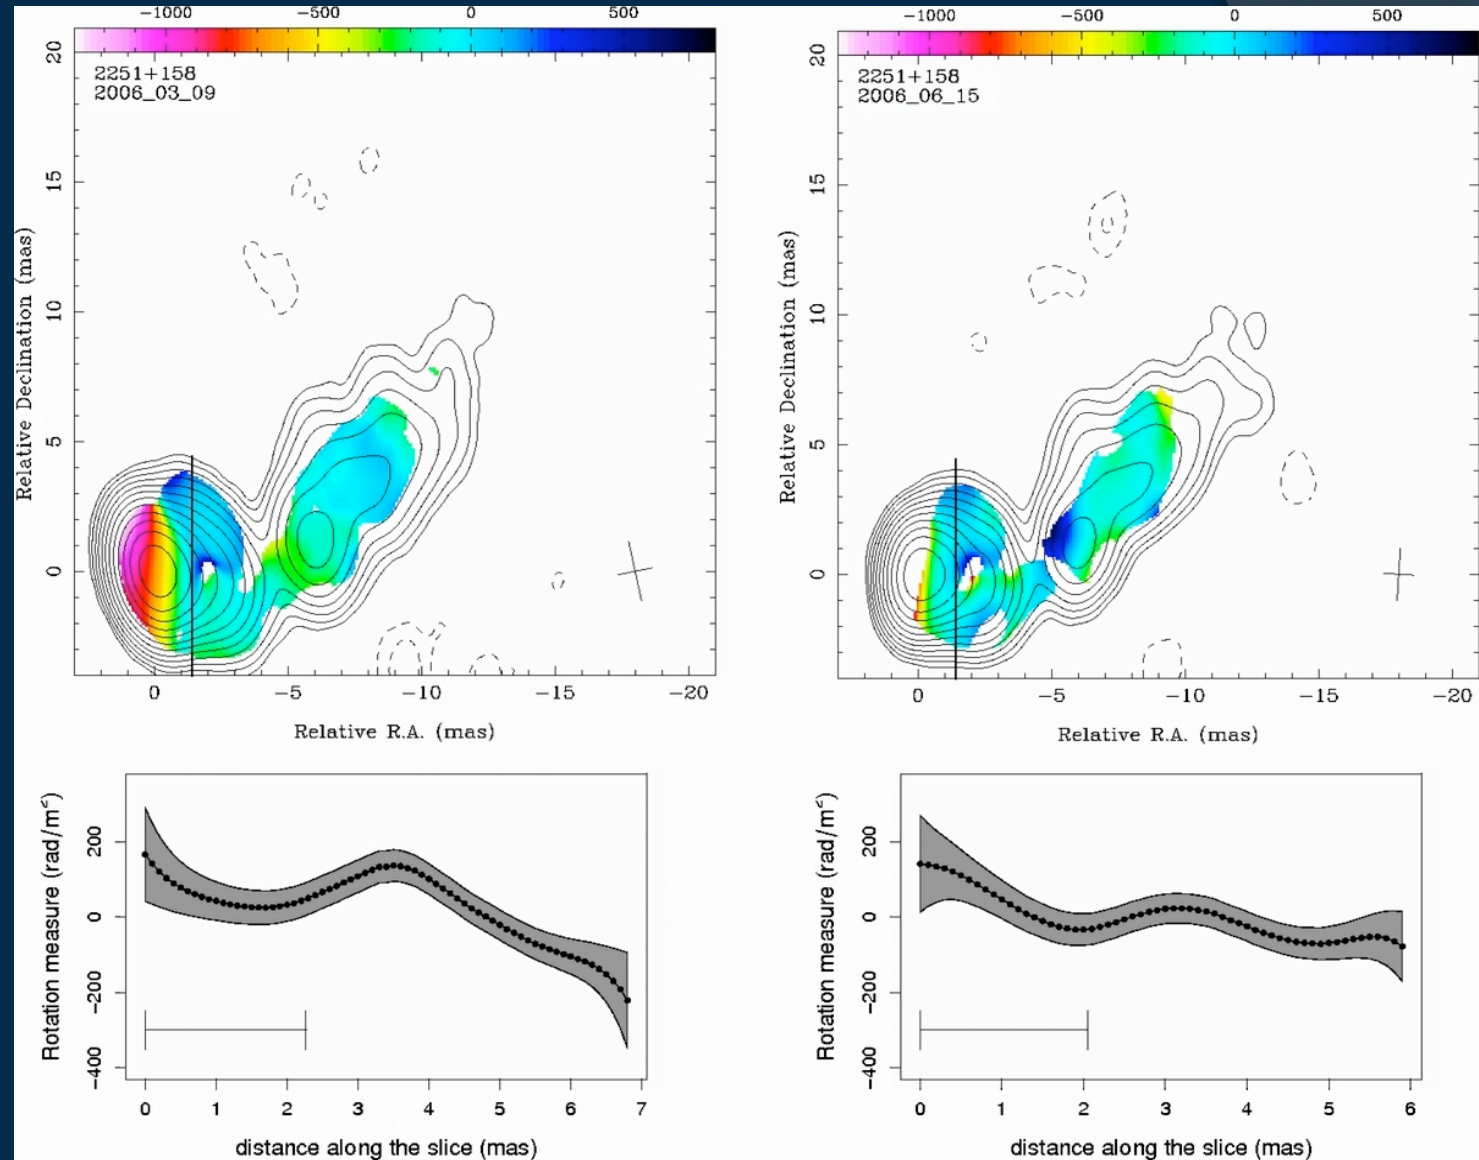 −1000 −500 0 500
2251+158
2006_03_09
20
15
10
5
0
Relative Declination (mas)
0 −5 −10 −15 −20
Relative R.A. (mas)
−1000 −500 0 500
2251+158
2006_06_15
20
15
10
5
0
Relative Declination (mas)
0 −5 −10 −15 −20
Relative R.A. (mas)
Rotation measure (rad/m²)
200
0
−200
−400
0 1 2 3 4 5 6 7
distance along the slice (mas)
Rotation measure (rad/m²)
200
0
−200
−400
0 1 2 3 4 5 6
distance along the slice (mas)